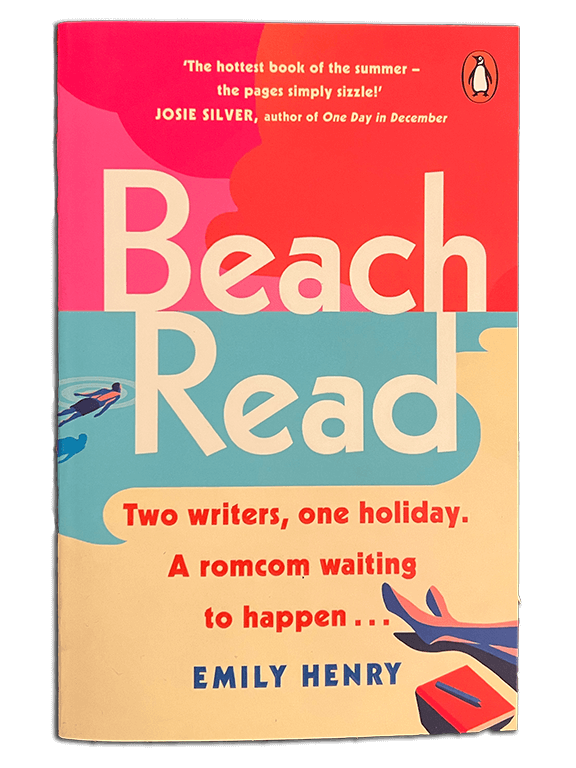 ‘The hottest book of the summer –
the pages simply sizzle!’
JOSIE SILVER, author of One Day in December
Beach
Read
Two writers, one holiday.
A romcom waiting
to happen . . .
EMILY HENRY